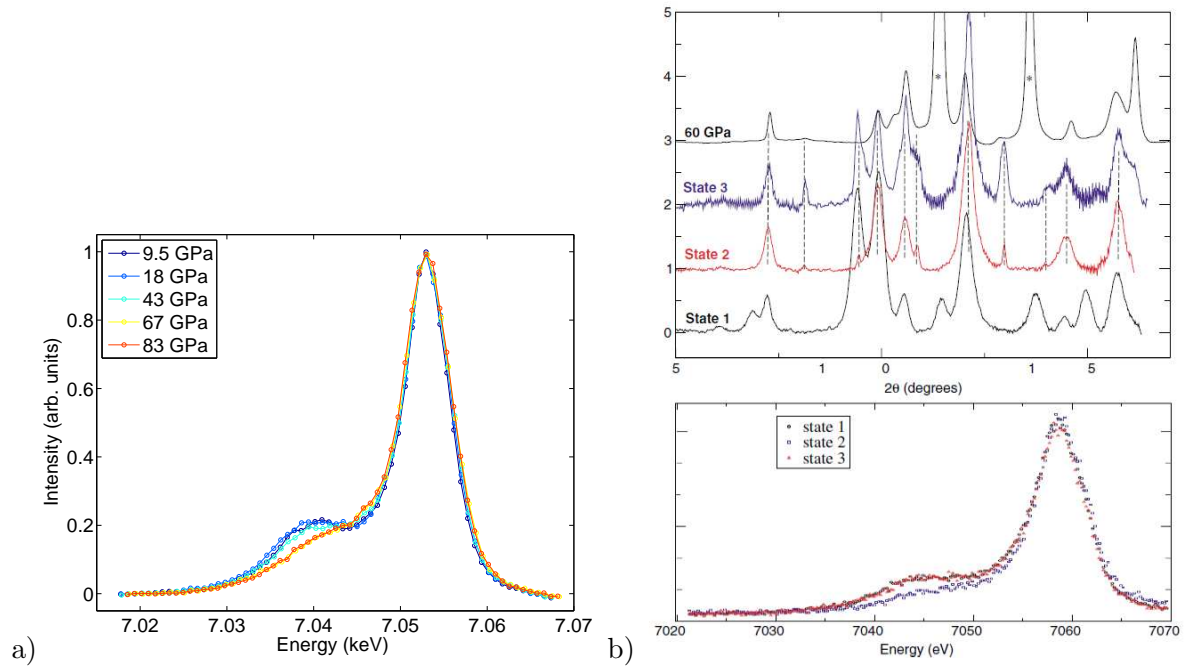 a)
1
0.8
0.6
0.4
0.2
0
Intensity (arb. units)
9.5 GPa
18 GPa
43 GPa
67 GPa
83 GPa
7.02 7.03 7.04 7.05 7.06 7.07
Energy (keV)
b)
5
4
3
2
1
0
60 GPa
* *
State 3
State 2
State 1
5 1 0 1 5
2θ (degrees)
state 1
state 2
state 3
7020 7030 7040 7050 7060 7070
Energy (eV)